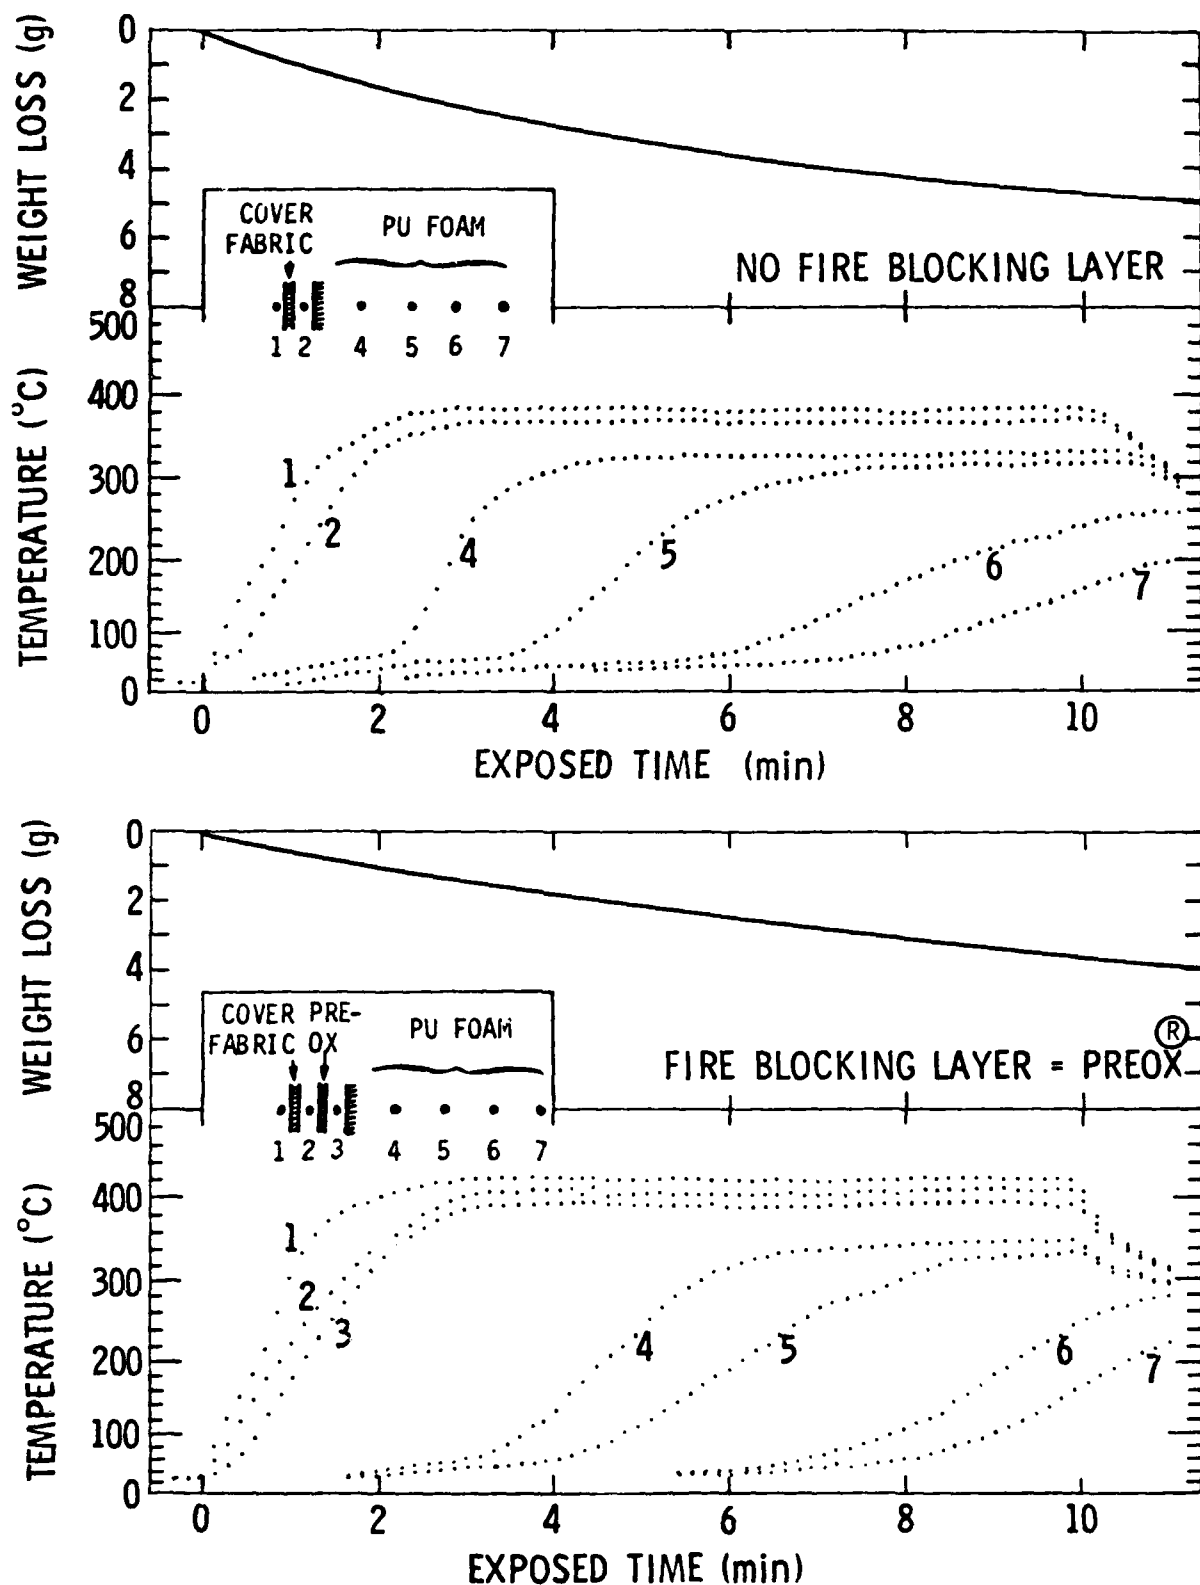 WEIGHT LOSS (g)
0
2
4
6
8
COVER
FABRIC
PU FOAM
1 2 4 5 6 7
NO FIRE BLOCKING LAYER
TEMPERATURE (°C)
500
400
300
200
100
0
1
2
4
5
6
7
0 2 4 6 8 10
EXPOSED TIME (min)
WEIGHT LOSS (g)
0
2
4
6
8
COVER PRE-
FABRIC OX
PU FOAM
1 2 3 4 5 6 7
FIRE BLOCKING LAYER = PREOX®
TEMPERATURE (°C)
500
400
300
200
100
0
1
2
3
4
5
6
7
0 2 4 6 8 10
EXPOSED TIME (min)